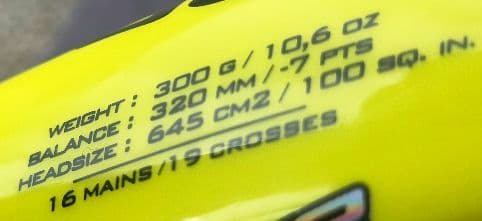 WEIGHT : 300 G / 10,6 OZ
BALANCE : 320 MM / -7 PTS
HEADSIZE : 645 CM2 / 100 SQ. IN.
16 MAINS / 19 CROSSES